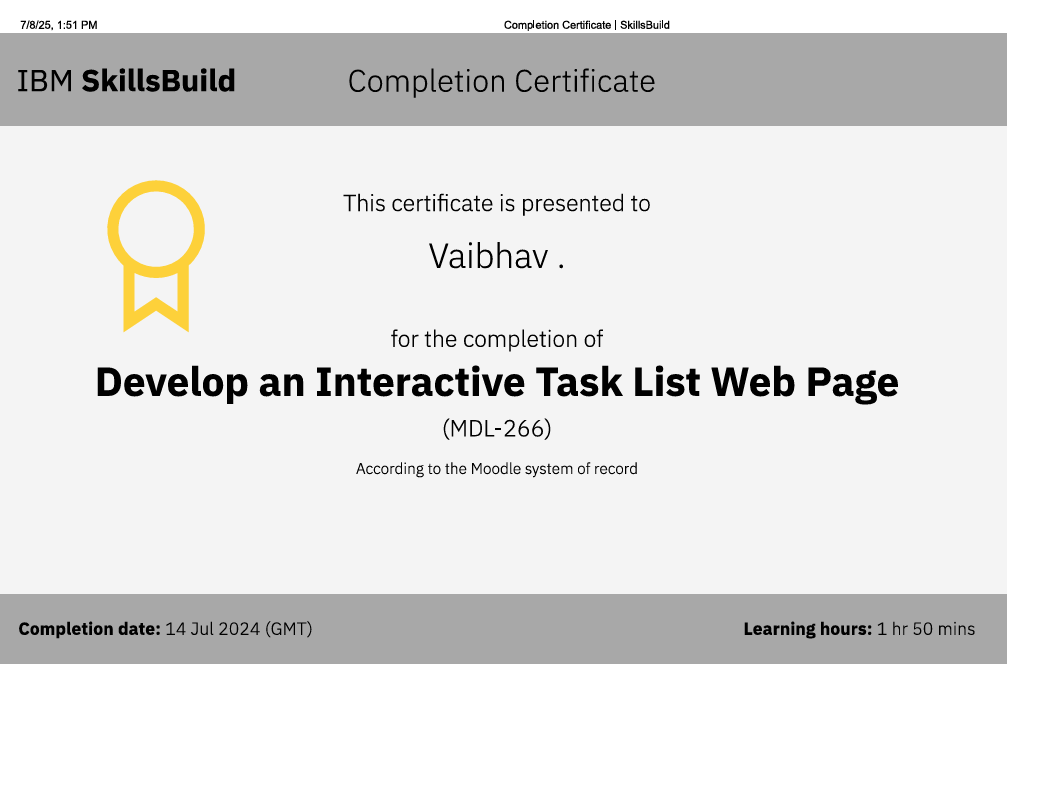 7/8/25, 1:51 PM Completion Certificate | SkillsBuild
IBM SkillsBuild Completion Certificate
This certificate is presented to
Vaibhav .
for the completion of
Develop an Interactive Task List Web Page
(MDL-266)
According to the Moodle system of record
Completion date: 14 Jul 2024 (GMT) Learning hours: 1 hr 50 mins